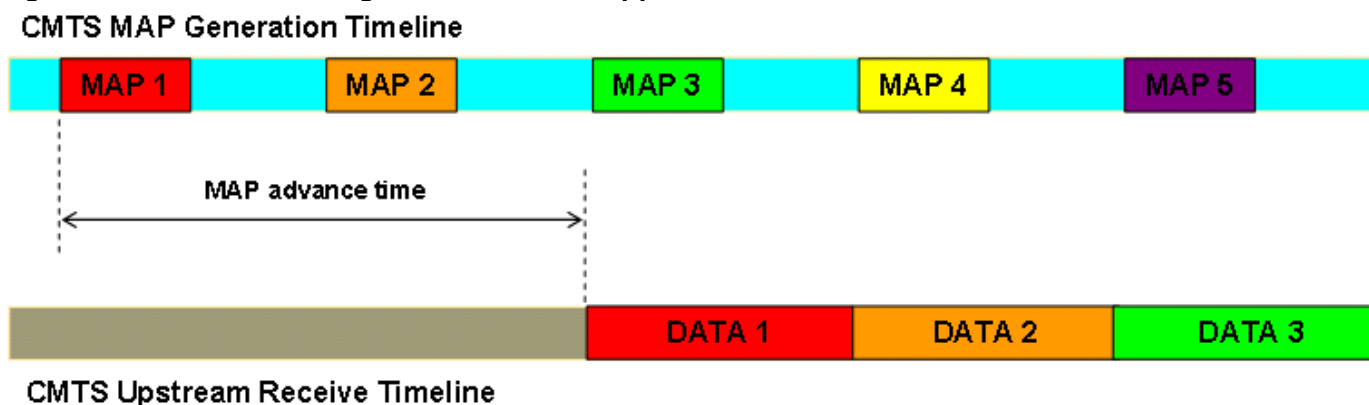 CMTS MAP Generation Timeline
MAP 1 MAP 2 MAP 3 MAP 4 MAP 5
MAP advance time
DATA 1 DATA 2 DATA 3
CMTS Upstream Receive Timeline